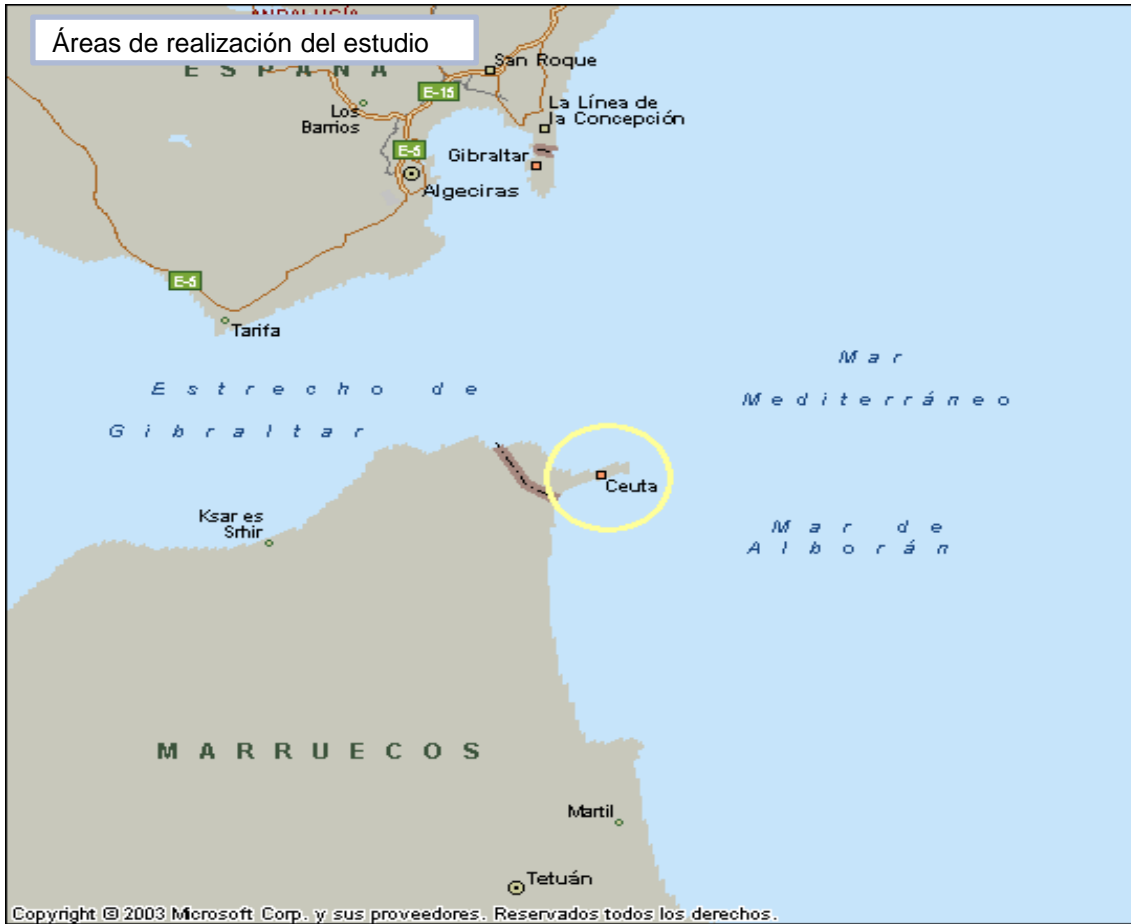 ANDALUCÍA
Áreas de realización del estudio
E S P A Ñ A
San Roque
E-15
La Línea de
la Concepción
Los
Barrios
E-5
Gibraltar
Algeciras
E-5
Tarifa
Mar
Mediterráneo
Estrecho de
Gibraltar
Ceuta
Ksar es
Srhir
Mar de
Alborán
MARRUECOS
Martil
Tetuán
Copyright © 2003 Microsoft Corp. y sus proveedores. Reservados todos los derechos.